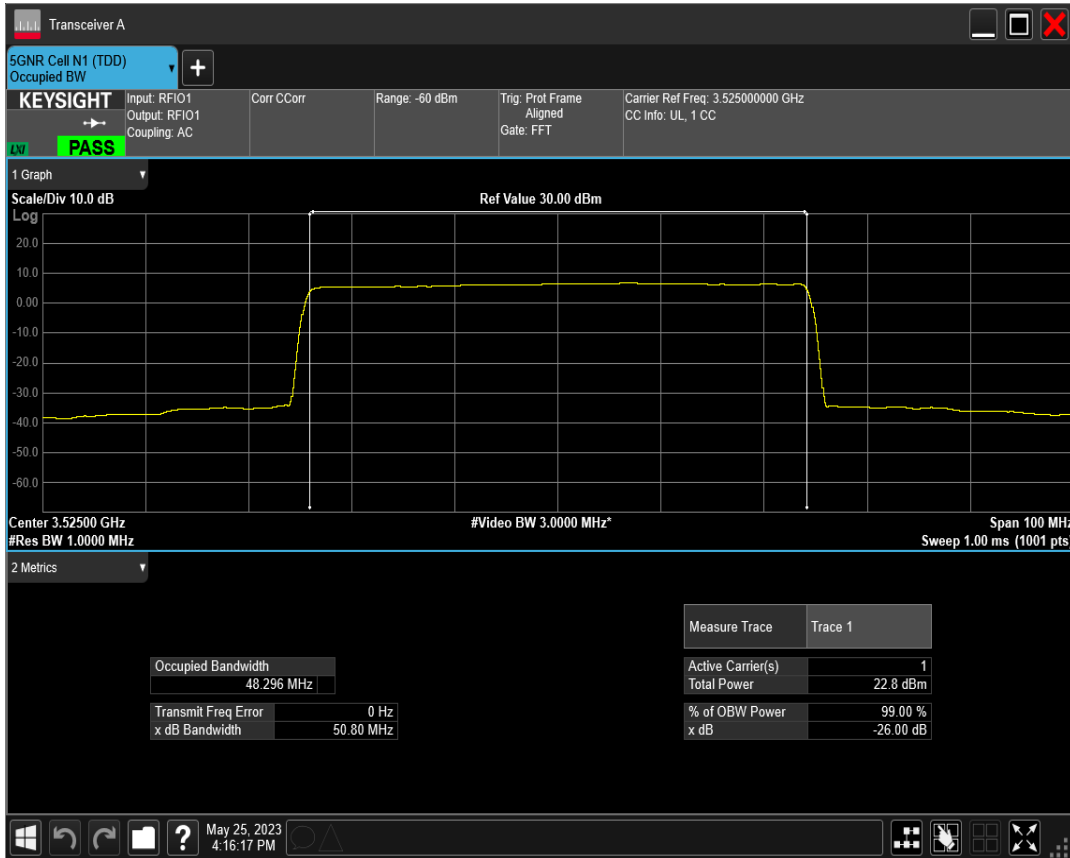 Transceiver A
5GNR Cell N1 (TDD)
Occupied BW
+
KEYSIGHT
LXI
PASS
Input: RFIO1
Output: RFIO1
Coupling: AC
Corr CCorr
Range: -60 dBm
Trig: Prot Frame
Aligned
Gate: FFT
Carrier Ref Freq: 3.525000000 GHz
CC Info: UL, 1 CC
1 Graph
Scale/Div 10.0 dB
Ref Value 30.00 dBm
Log
20.0
10.0
0.00
-10.0
-20.0
-30.0
-40.0
-50.0
-60.0
Center 3.52500 GHz
#Video BW 3.0000 MHz*
Span 100 MHz
#Res BW 1.0000 MHz
Sweep 1.00 ms (1001 pts)
2 Metrics
Measure Trace Trace 1
Occupied Bandwidth
48.296 MHz
Active Carrier(s) 1
Total Power 22.8 dBm
Transmit Freq Error 0 Hz
x dB Bandwidth 50.80 MHz
% of OBW Power 99.00 %
x dB -26.00 dB
?
May 25, 2023
4:16:17 PM